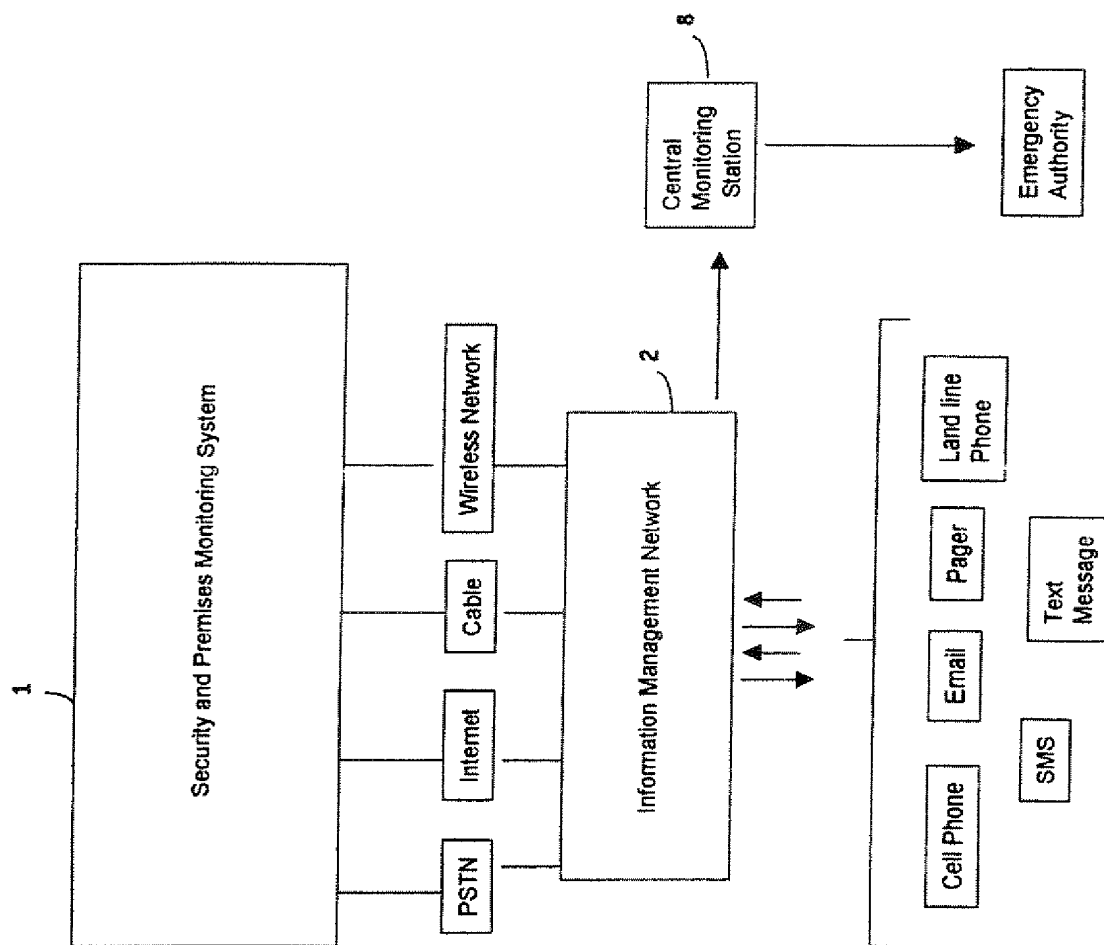 1
Security and Premises Monitoring System
PSTN
Internet
Cable
Wireless Network
2
Information Management Network
8
Central
Monitoring
Station
Emergency
Authority
Cell Phone
Email
Pager
Land line
Phone
SMS
Text
Message